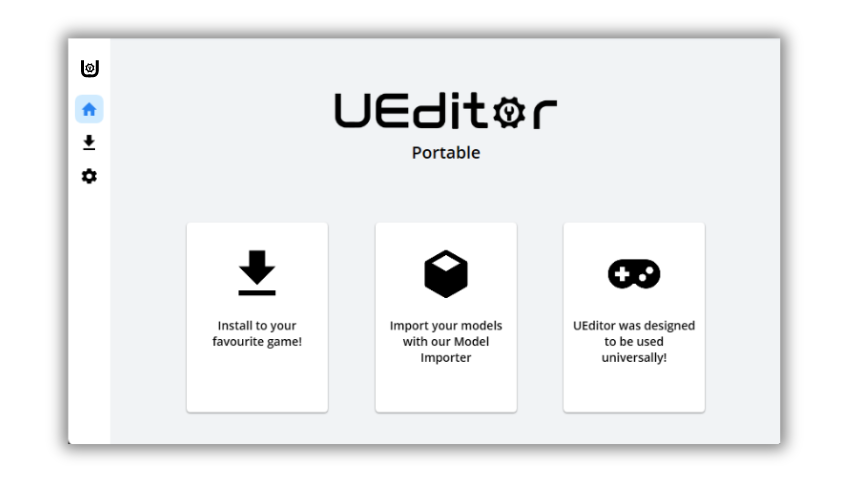 UEditor
Portable
Install to your
favourite game!
Import your models
with our Model
Importer
UEditor was designed
to be used
universally!